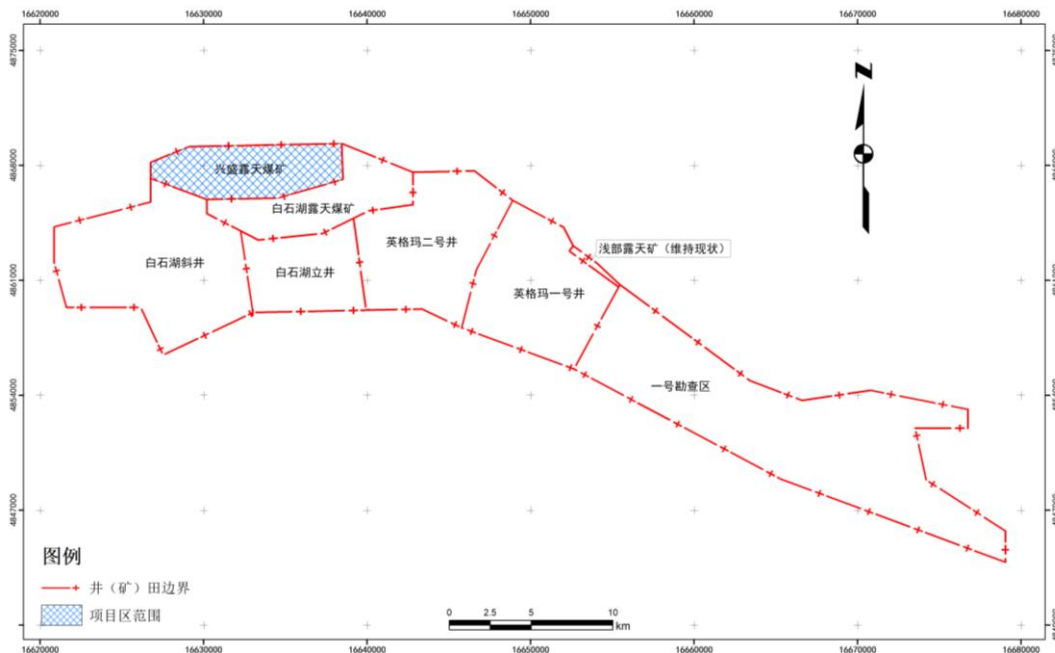 16620000
16630000
16640000
16650000
16660000
16670000
16680000
4875000
4875000
N
4868000
兴盛露天煤矿
白石湖露天煤矿
英格玛二号井
浅部露天矿（维持现状）
白石湖斜井
白石湖立井
4861000
英格玛一号井
一号勘查区
4854000
4847000
图例
井（矿）田边界
项目区范围
0 2.5 5 10
km
16620000
16630000
16640000
16650000
16660000
16670000
16680000